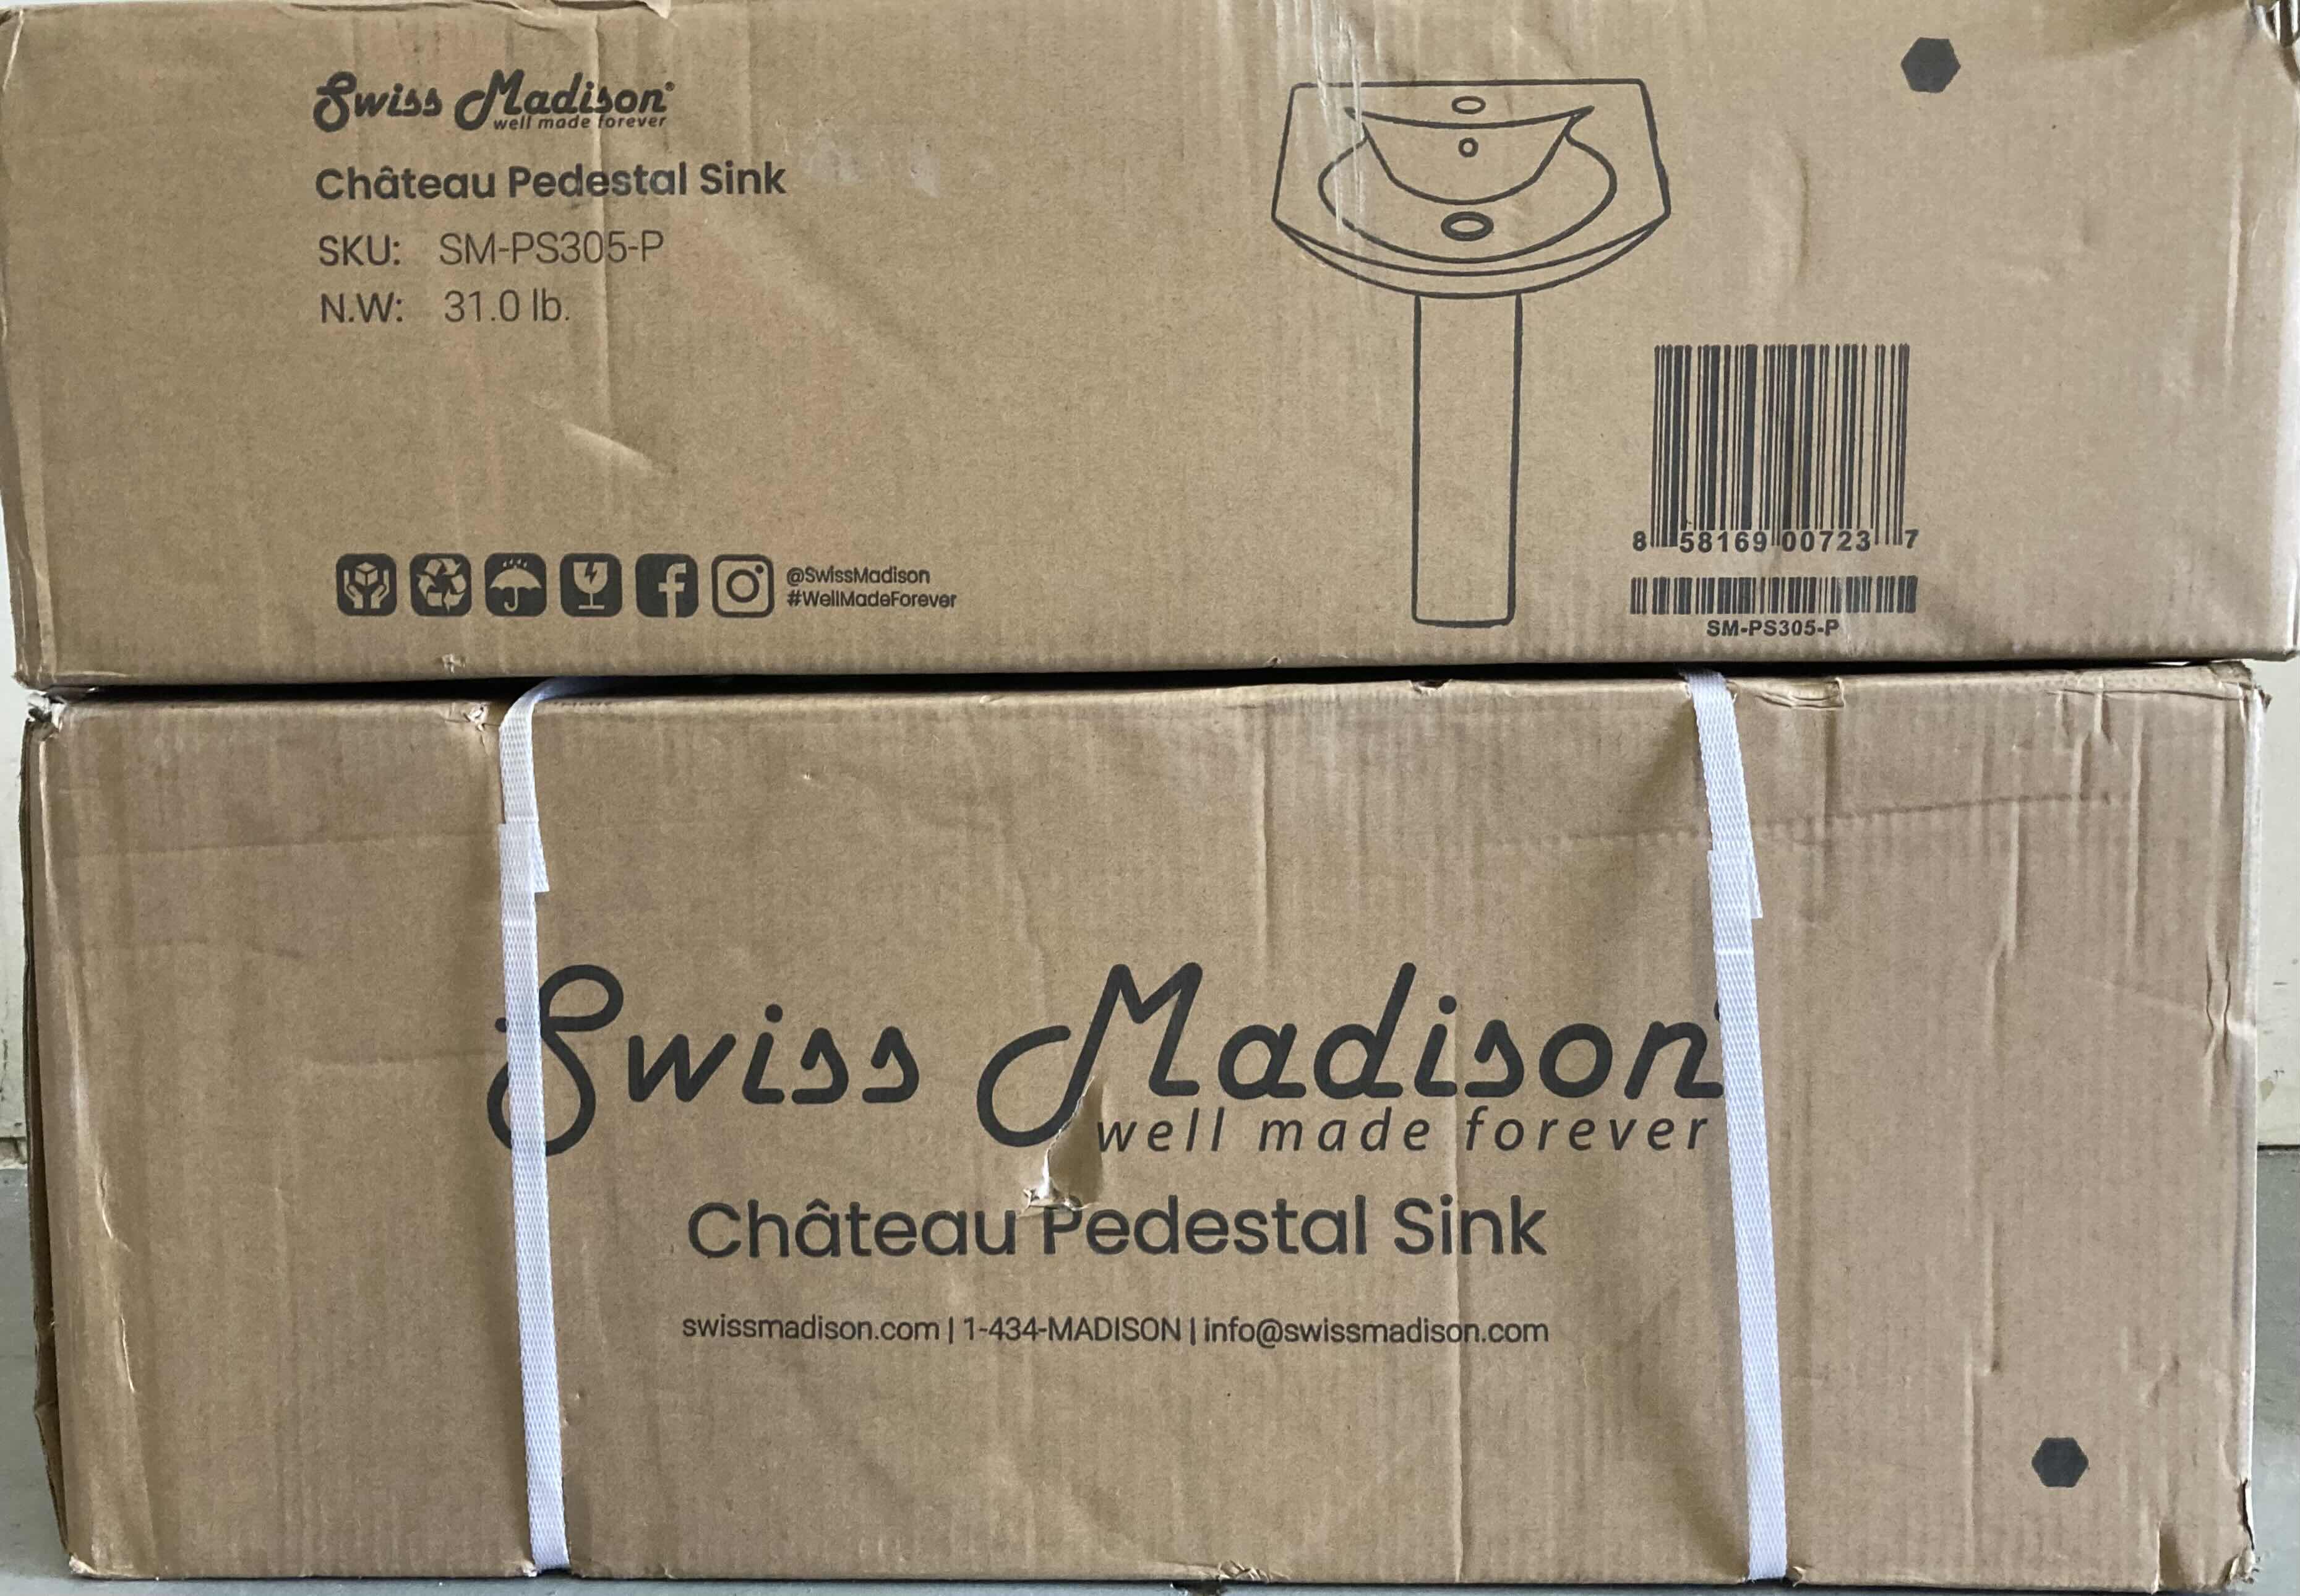 Swiss Madison®
well made forever
Château Pedestal Sink
SKU: SM-PS305-P
N.W: 31.0 lb.
@SwissMadison
#WellMadeForever
8 58169 00723 7
SM-PS305-P
Swiss Madison
well made forever
Château Pedestal Sink
swissmadison.com | 1-434-MADISON | info@swissmadison.com